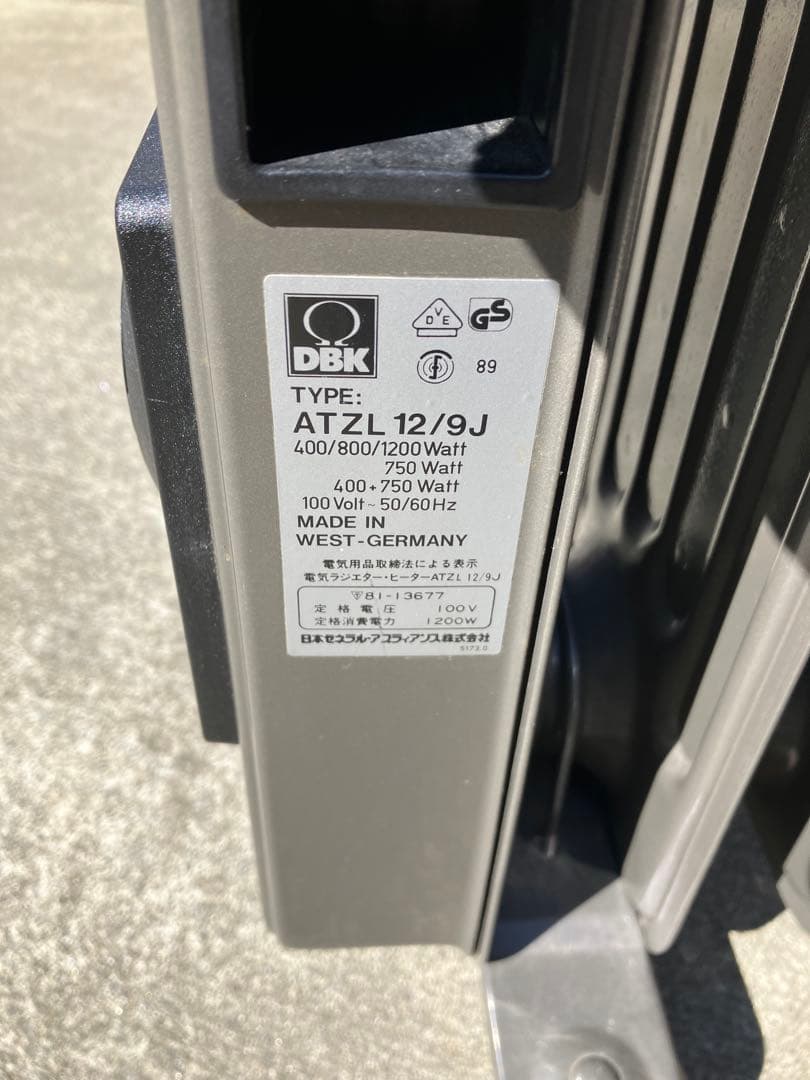 DBK
VDE
GS
89
TYPE:
ATZL 12/9J
400/800/1200Watt
750 Watt
400+750 Watt
100 Volt~50/60Hz
MADE IN
WEST-GERMANY
電気用品取締法による表示
電気ラジエター・ヒーターATZL 12/9J
81-13677
定格電圧 100V
定格消費電力 1200W
日本ゼネラル・アプライアンス株式会社
5173.0